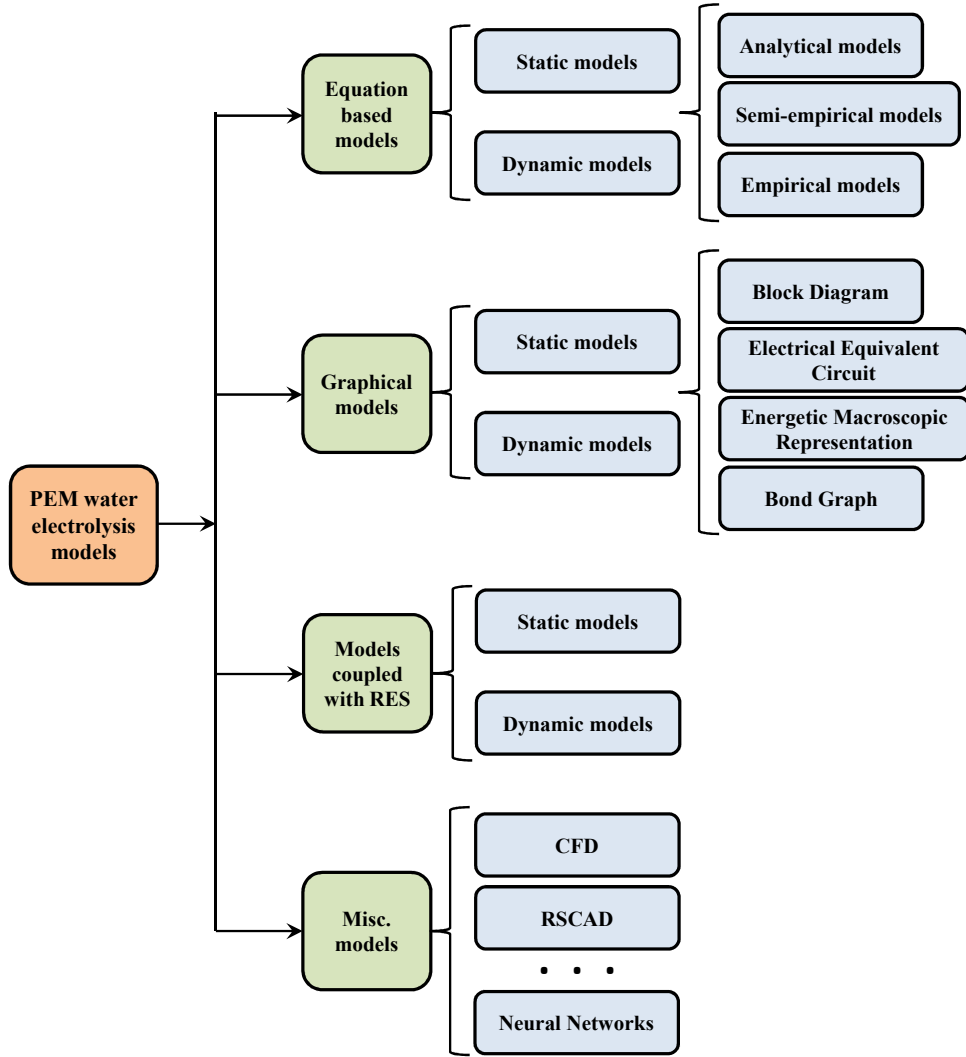 PEM water
electrolysis
models
Equation
based
models
Static models
Dynamic models
Analytical models
Semi-empirical models
Empirical models
Graphical
models
Static models
Dynamic models
Block Diagram
Electrical Equivalent
Circuit
Energetic Macroscopic
Representation
Bond Graph
Models
coupled
with RES
Static models
Dynamic models
Misc.
models
CFD
RSCAD
. . .
Neural Networks